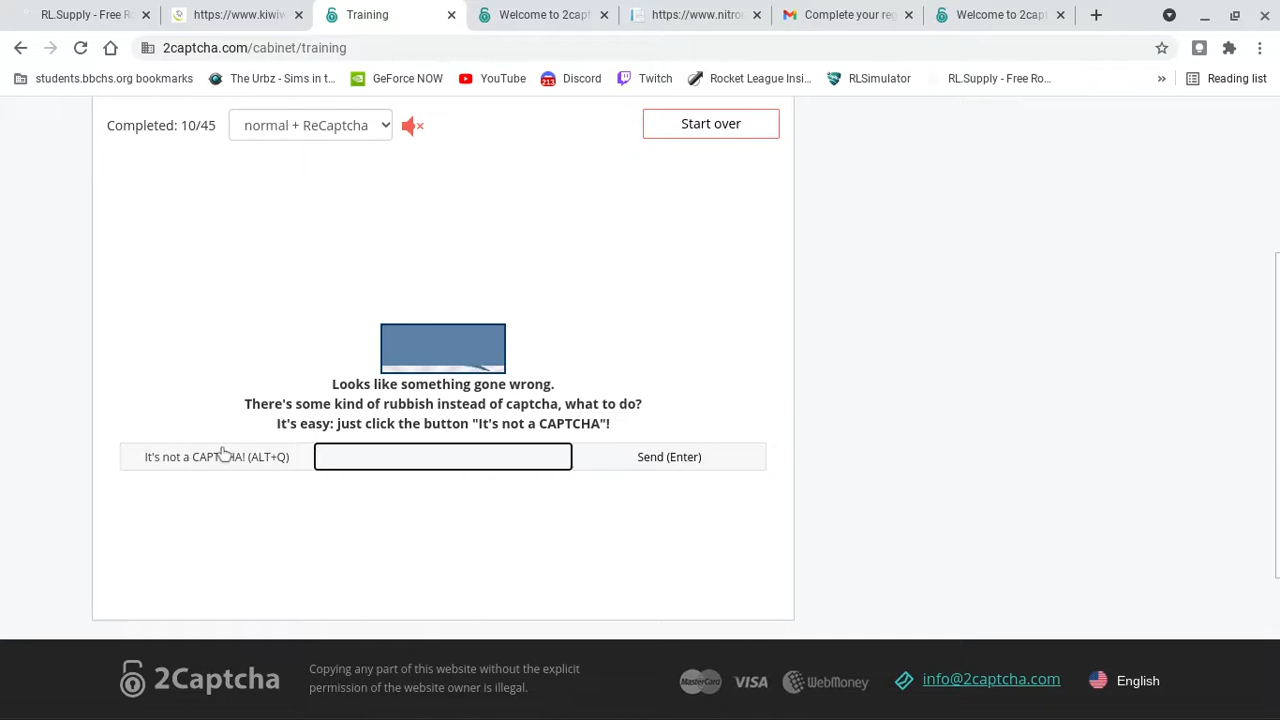 RL.Supply - Free Ro
https://www.kiwiw
Training
Welcome to 2capt
https://www.nitro
Complete your reg
Welcome to 2capt
2captcha.com/cabinet/training
students.bbchs.org bookmarks
The Urbz - Sims in t...
GeForce NOW
YouTube
213
Discord
Twitch
Rocket League Insi...
RLSimulator
RL.Supply - Free Ro...
»
Reading list
Completed: 10/45
normal + ReCaptcha
Start over
Looks like something gone wrong.
There's some kind of rubbish instead of captcha, what to do?
It's easy: just click the button "It's not a CAPTCHA"!
It's not a CAPTCHA! (ALT+Q)
Send (Enter)
2Captcha
Copying any part of this website without the explicit
permission of the website owner is illegal.
MasterCard
VISA
WebMoney
info@2captcha.com
English